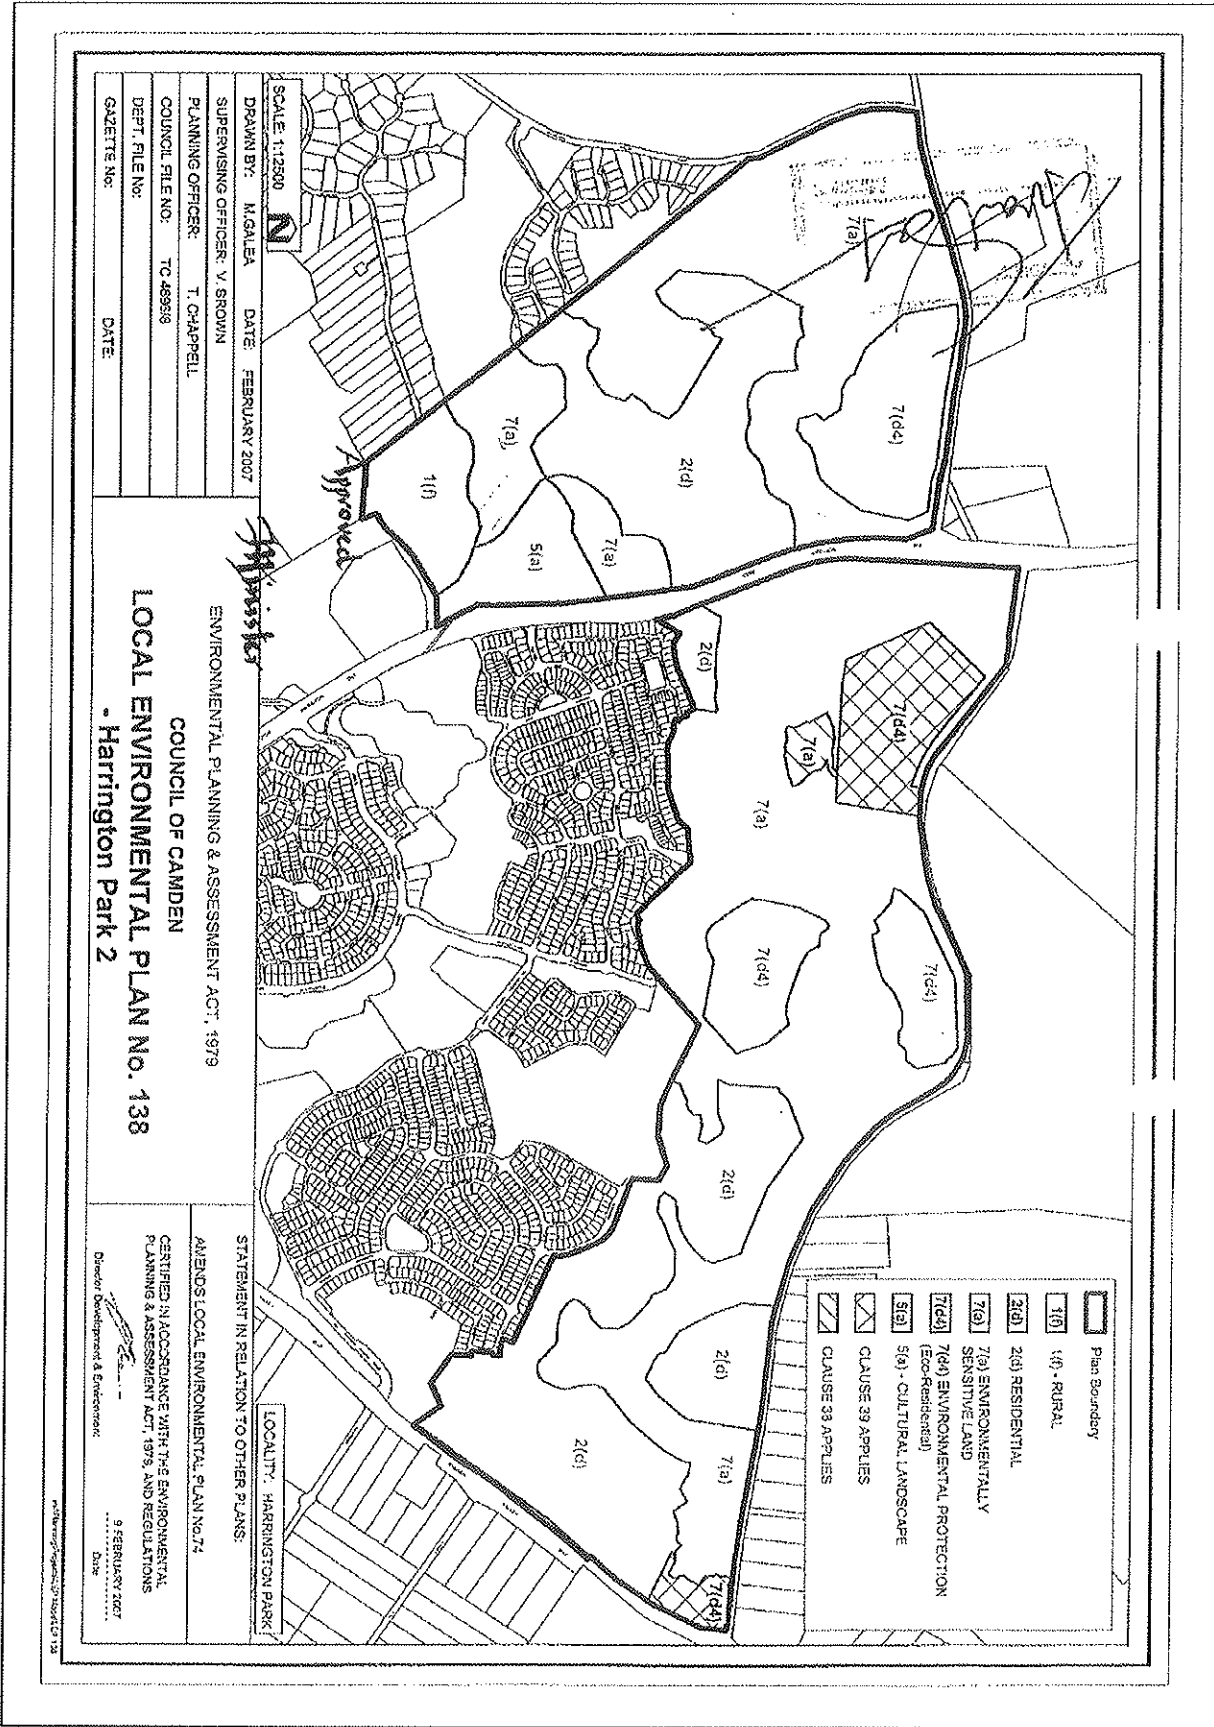 Plan Boundary
1(f)
1(f) - RURAL
2(d)
2(d) RESIDENTIAL
7(a)
7(a) ENVIRONMENTALLY
SENSITIVE LAND
7(d4)
7(d4) ENVIRONMENTAL PROTECTION
(Eco-Residential)
5(a)
5(a) - CULTURAL LANDSCAPE
CLAUSE 39 APPLIES
CLAUSE 38 APPLIES
7(a)
7(d4)
2(d)
7(a)
1(f)
5(a)
7(a)
2(d)
7(d4)
7(a)
7(a)
7(d4)
7(d4)
2(d)
2(d)
7(a)
2(d)
7(d4)
LOCALITY: HARRINGTON PARK
SCALE: 1:12500
N
DRAWN BY: M.GALEA DATE: FEBRUARY 2007
SUPERVISING OFFICER: V. BROWN
PLANNING OFFICER: T. CHAPPELL
COUNCIL FILE NO:
DEPT. FILE No:
GAZETTE No: DATE:
Approved
Minister
ENVIRONMENTAL PLANNING & ASSESSMENT ACT, 1979
COUNCIL OF CAMDEN
LOCAL ENVIRONMENTAL PLAN No. 138
- Harrington Park 2
STATEMENT IN RELATION TO OTHER PLANS:
AMENDS LOCAL ENVIRONMENTAL PLAN No.74
CERTIFIED IN ACCORDANCE WITH THE ENVIRONMENTAL
PLANNING & ASSESSMENT ACT, 1979, AND REGULATIONS
9 FEBRUARY 2007
Director Development & Environment Date